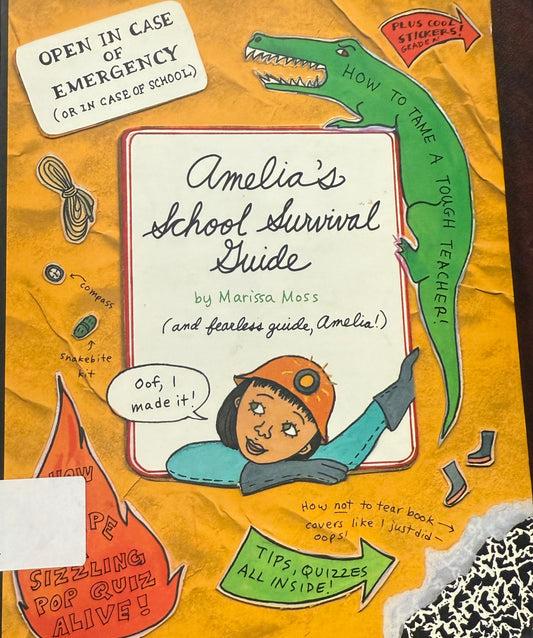 OPEN IN CASE
OF
EMERGENCY
(OR IN CASE OF SCHOOL)
PLUS COOL
STICKERS!
HOW TO TAME A TOUGH TEACHER!
Amelia's
School Survival
Guide
by Marissa Moss
(and fearless guide, Amelia!)
compass
snakebite
kit
Oof, I
made it!
HOW
PE
SIZZLING
POP QUIZ
ALIVE!
How not to tear book
covers like I just did—
oops!
TIPS, QUIZZES
ALL INSIDE!